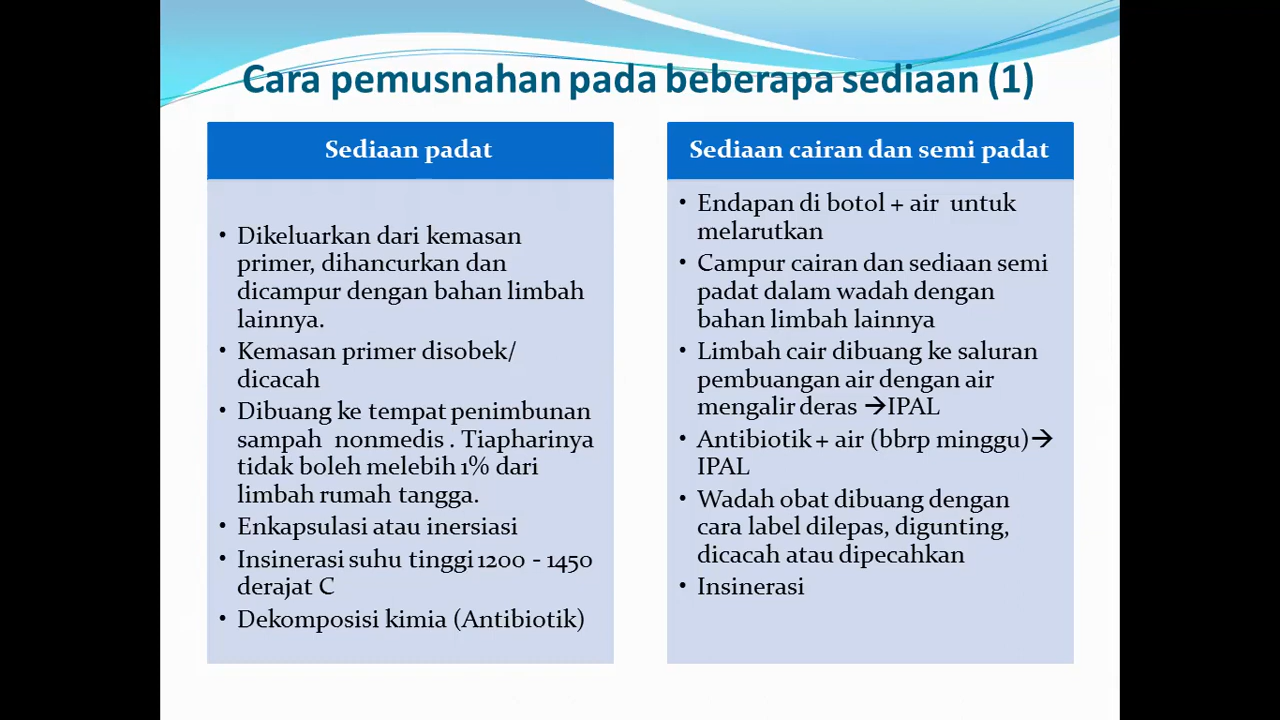 Cara pemusnahan pada beberapa sediaan (1)
Sediaan padat
• Dikeluarkan dari kemasan
primer, dihancurkan dan
dicampur dengan bahan limbah
lainnya.
• Kemasan primer disobek/
dicacah
• Dibuang ke tempat penimbunan
sampah nonmedis . Tiapharinya
tidak boleh melebih 1% dari
limbah rumah tangga.
• Enkapsulasi atau inersiasi
• Insinerasi suhu tinggi 1200 - 1450
derajat C
• Dekomposisi kimia (Antibiotik)
Sediaan cairan dan semi padat
• Endapan di botol + air untuk
melarutkan
• Campur cairan dan sediaan semi
padat dalam wadah dengan
bahan limbah lainnya
• Limbah cair dibuang ke saluran
pembuangan air dengan air
mengalir deras →IPAL
• Antibiotik + air (bbrp minggu)→
IPAL
• Wadah obat dibuang dengan
cara label dilepas, digunting,
dicacah atau dipecahkan
• Insinerasi